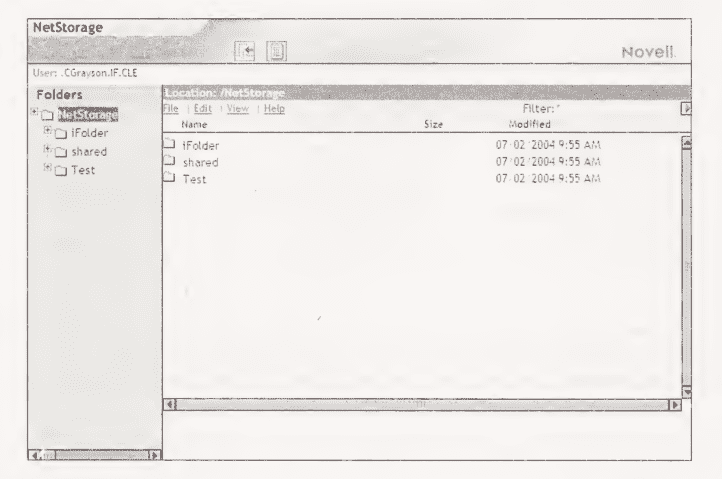 NetStorage
Novell.
User: .CGrayson.IF.CLE
Folders
NetStorage
iFolder
shared
Test
Location: /NetStorage
File | Edit | View | Help
Filter: *
Name Size Modified
iFolder 07/02/2004 9:55 AM
shared 07/02/2004 9:55 AM
Test 07/02/2004 9:55 AM